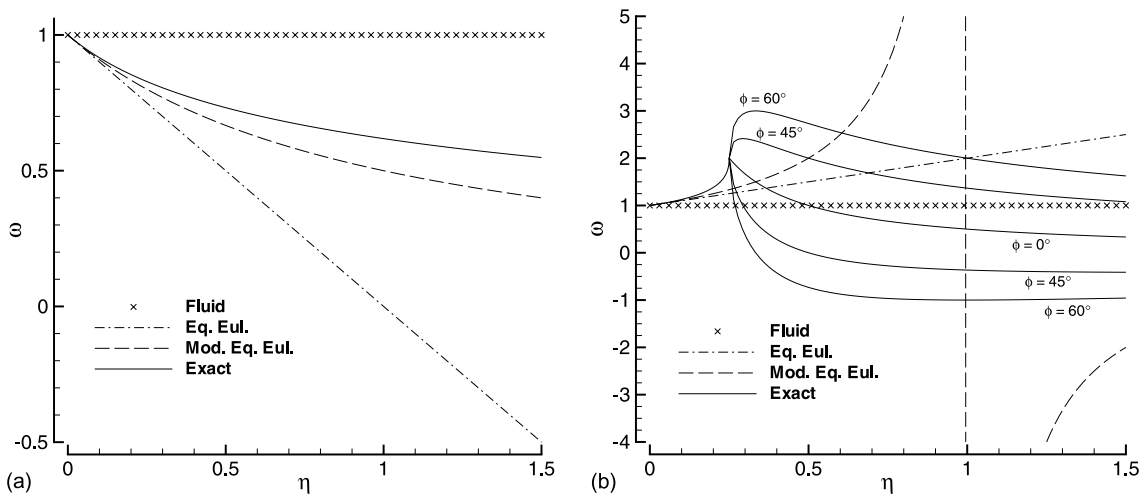 1
0.5
0
-0.5
ω
0
0.5
1
1.5
η
× Fluid
Eq. Eul.
Mod. Eq. Eul.
Exact
(a)
5
4
3
2
1
0
-1
-2
-3
-4
ω
0
0.5
1
1.5
η
ϕ = 60°
ϕ = 45°
ϕ = 0°
ϕ = 45°
ϕ = 60°
× Fluid
Eq. Eul.
Mod. Eq. Eul.
Exact
(b)